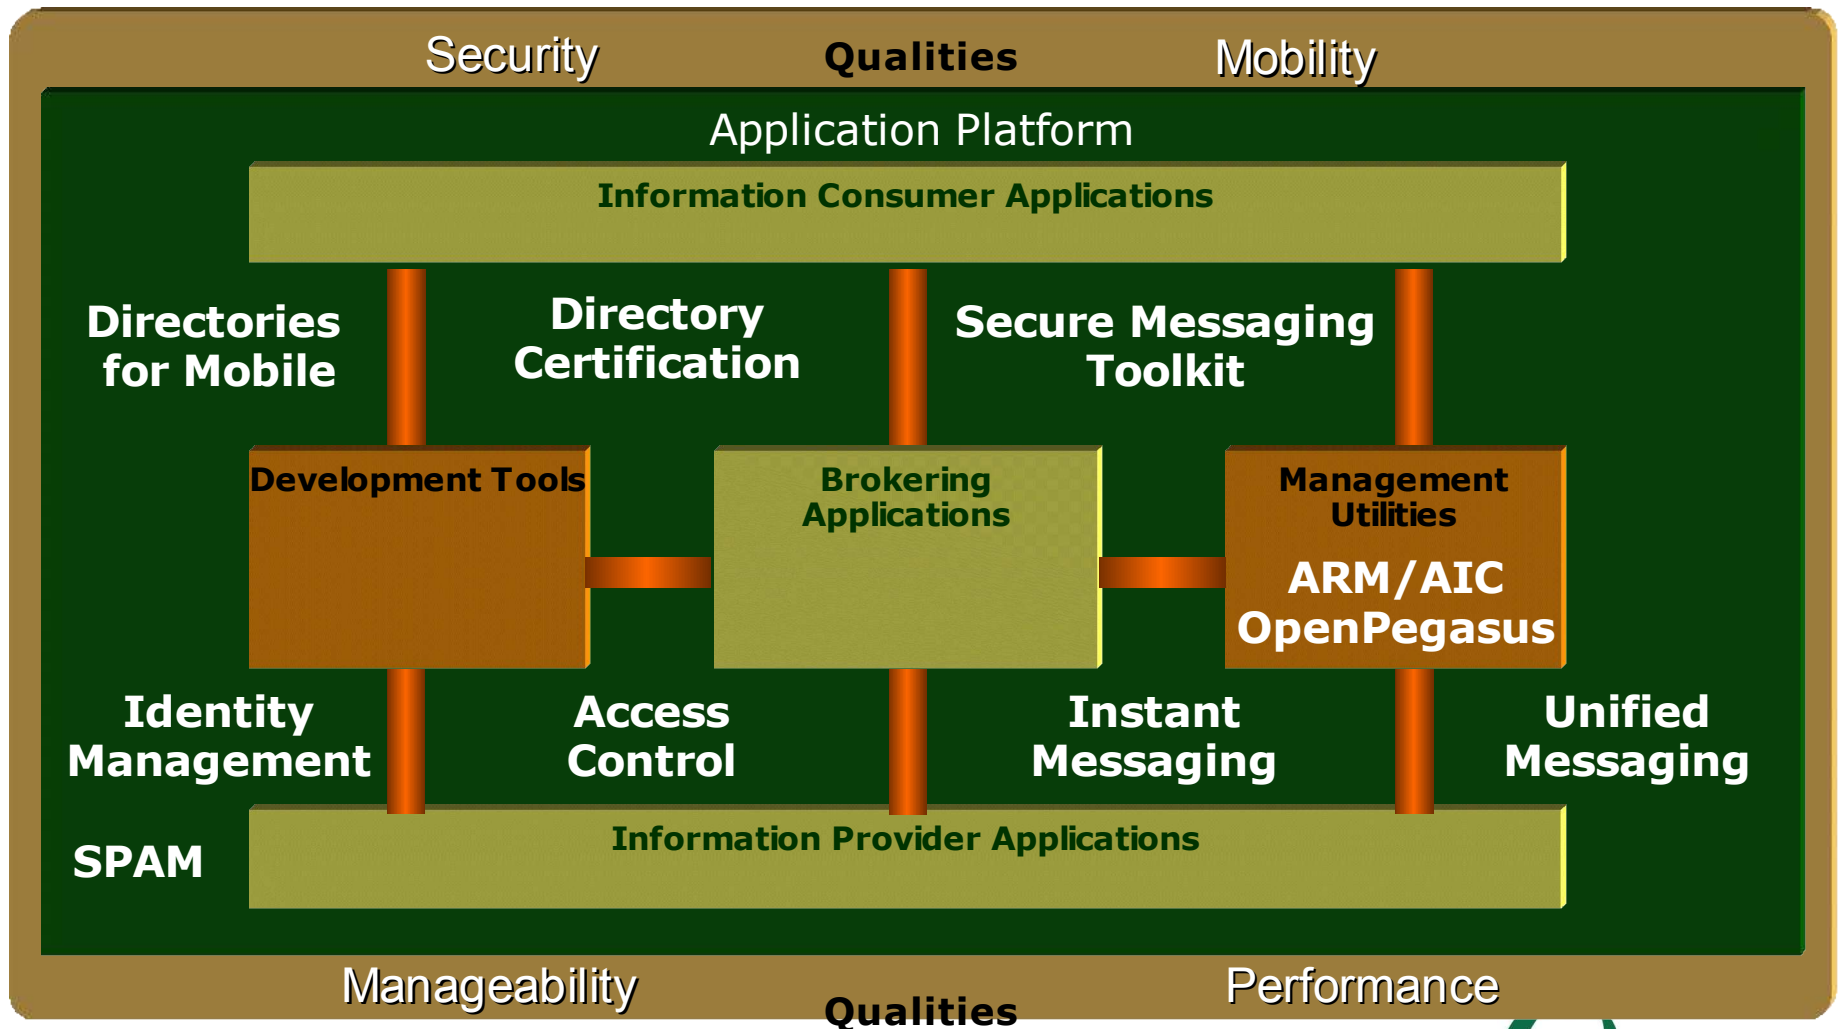 Security Qualities Mobility
Application Platform
Information Consumer Applications
Directories
for Mobile
Directory
Certification
Secure Messaging
Toolkit
Development Tools
Brokering
Applications
Management
Utilities
ARM/AIC
OpenPegasus
Identity
Management
Access
Control
Instant
Messaging
Unified
Messaging
Information Provider Applications
SPAM
Manageability
Qualities
Performance